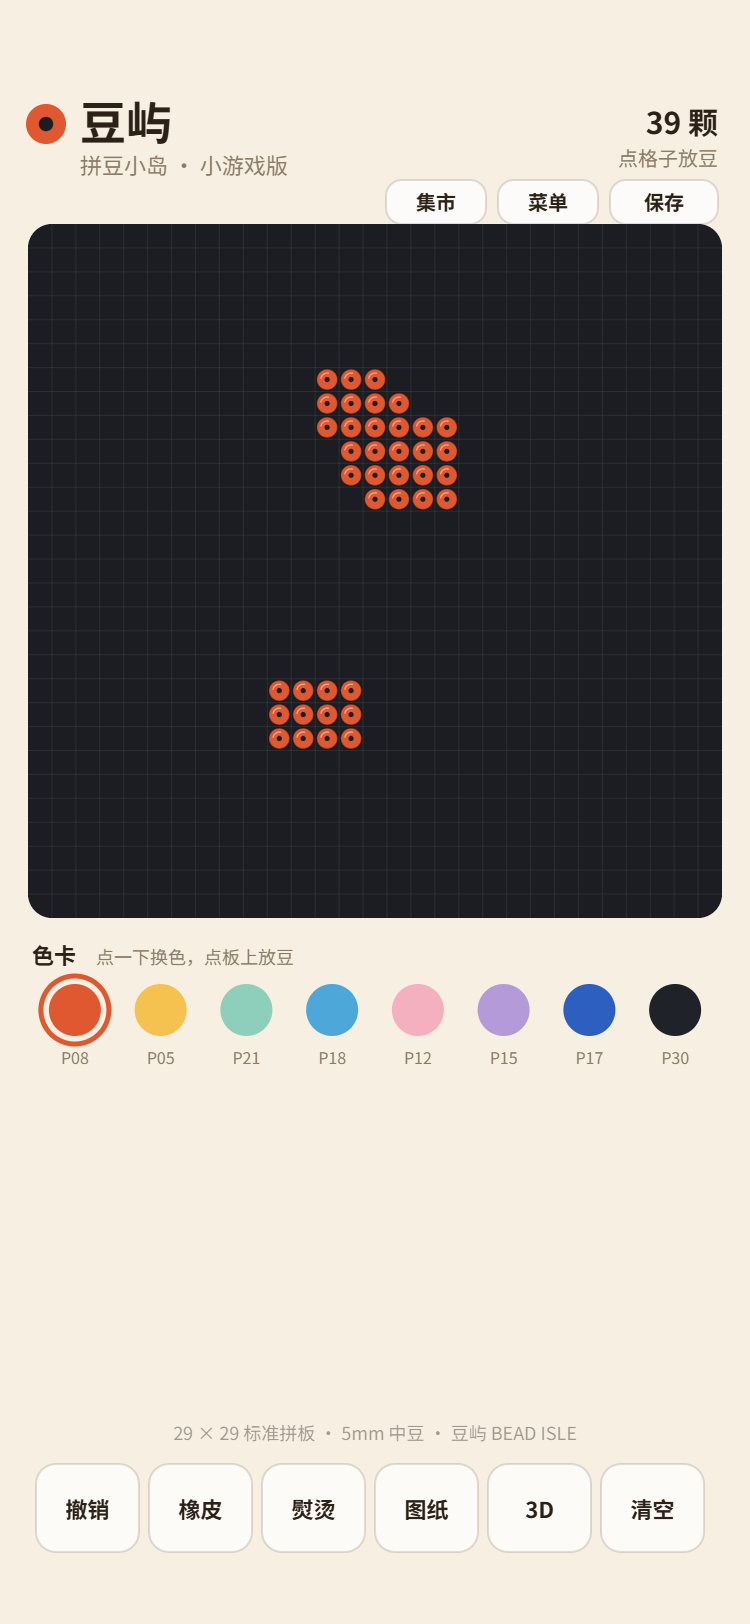 豆屿
39 颗
拼豆小岛 · 小游戏版
点格子放豆
集市 菜单 保存
色卡 点一下换色，点板上放豆
P08 P05 P21 P18 P12 P15 P17 P30
29 × 29 标准拼板 · 5mm 中豆 · 豆屿 BEAD ISLE
撤销 橡皮 熨烫 图纸 3D 清空